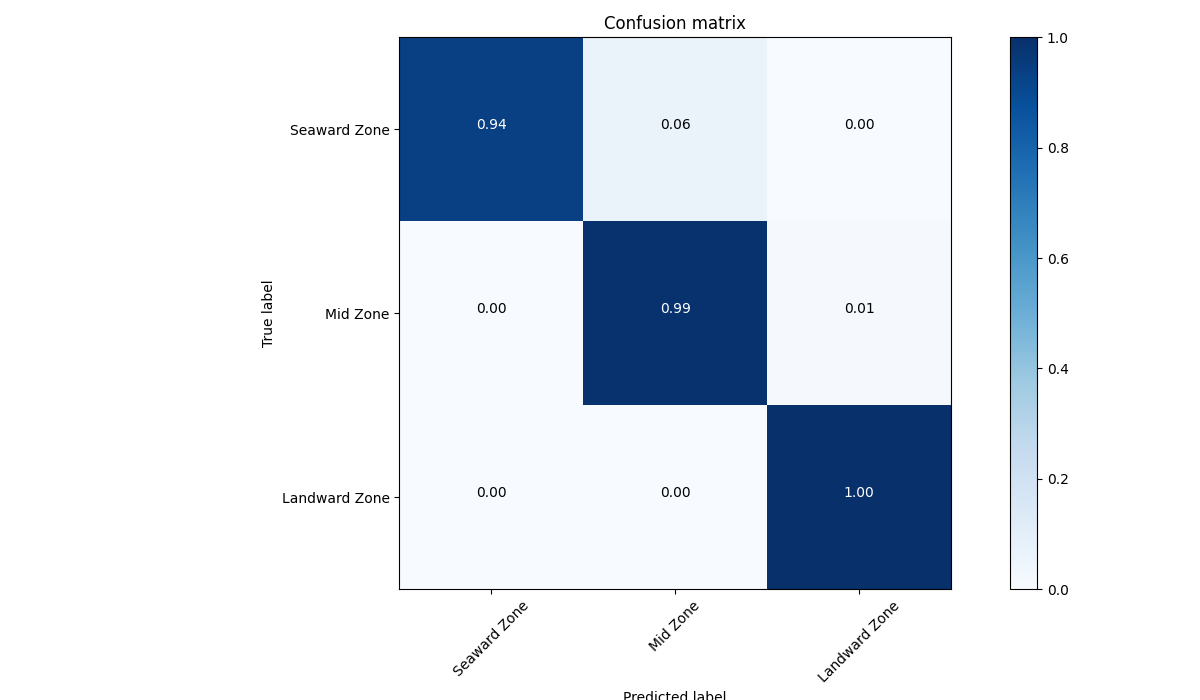 Confusion matrix
Seaward Zone 0.94 0.06 0.00
Mid Zone 0.00 0.99 0.01
Landward Zone 0.00 0.00 1.00
True label
Seaward Zone Mid Zone Landward Zone
Predicted label
1.0
0.8
0.6
0.4
0.2
0.0